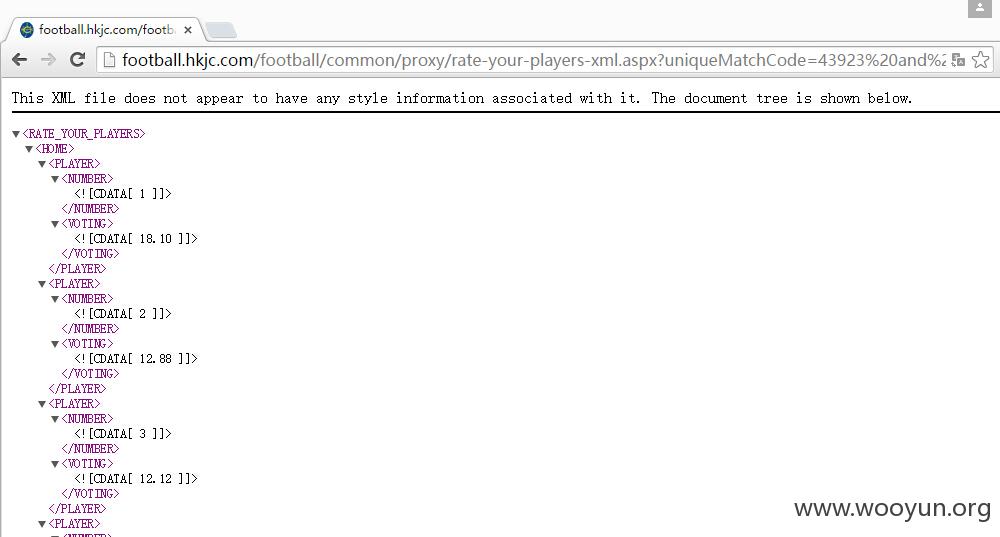 football.hkjc.com/footb
football.hkjc.com/football/common/proxy/rate-your-players-xml.aspx?uniqueMatchCode=43923%20and%2
This XML file does not appear to have any style information associated with it. The document tree is shown below.
▼<RATE_YOUR_PLAYERS>
▼<HOME>
▼<PLAYER>
▼<NUMBER>
<![CDATA[ 1 ]]>
</NUMBER>
▼<VOTING>
<![CDATA[ 18.10 ]]>
</VOTING>
</PLAYER>
▼<PLAYER>
▼<NUMBER>
<![CDATA[ 2 ]]>
</NUMBER>
▼<VOTING>
<![CDATA[ 12.88 ]]>
</VOTING>
</PLAYER>
▼<PLAYER>
▼<NUMBER>
<![CDATA[ 3 ]]>
</NUMBER>
▼<VOTING>
<![CDATA[ 12.12 ]]>
</VOTING>
</PLAYER>
▼<PLAYER>
▼<NUMBER>
www.wooyun.org